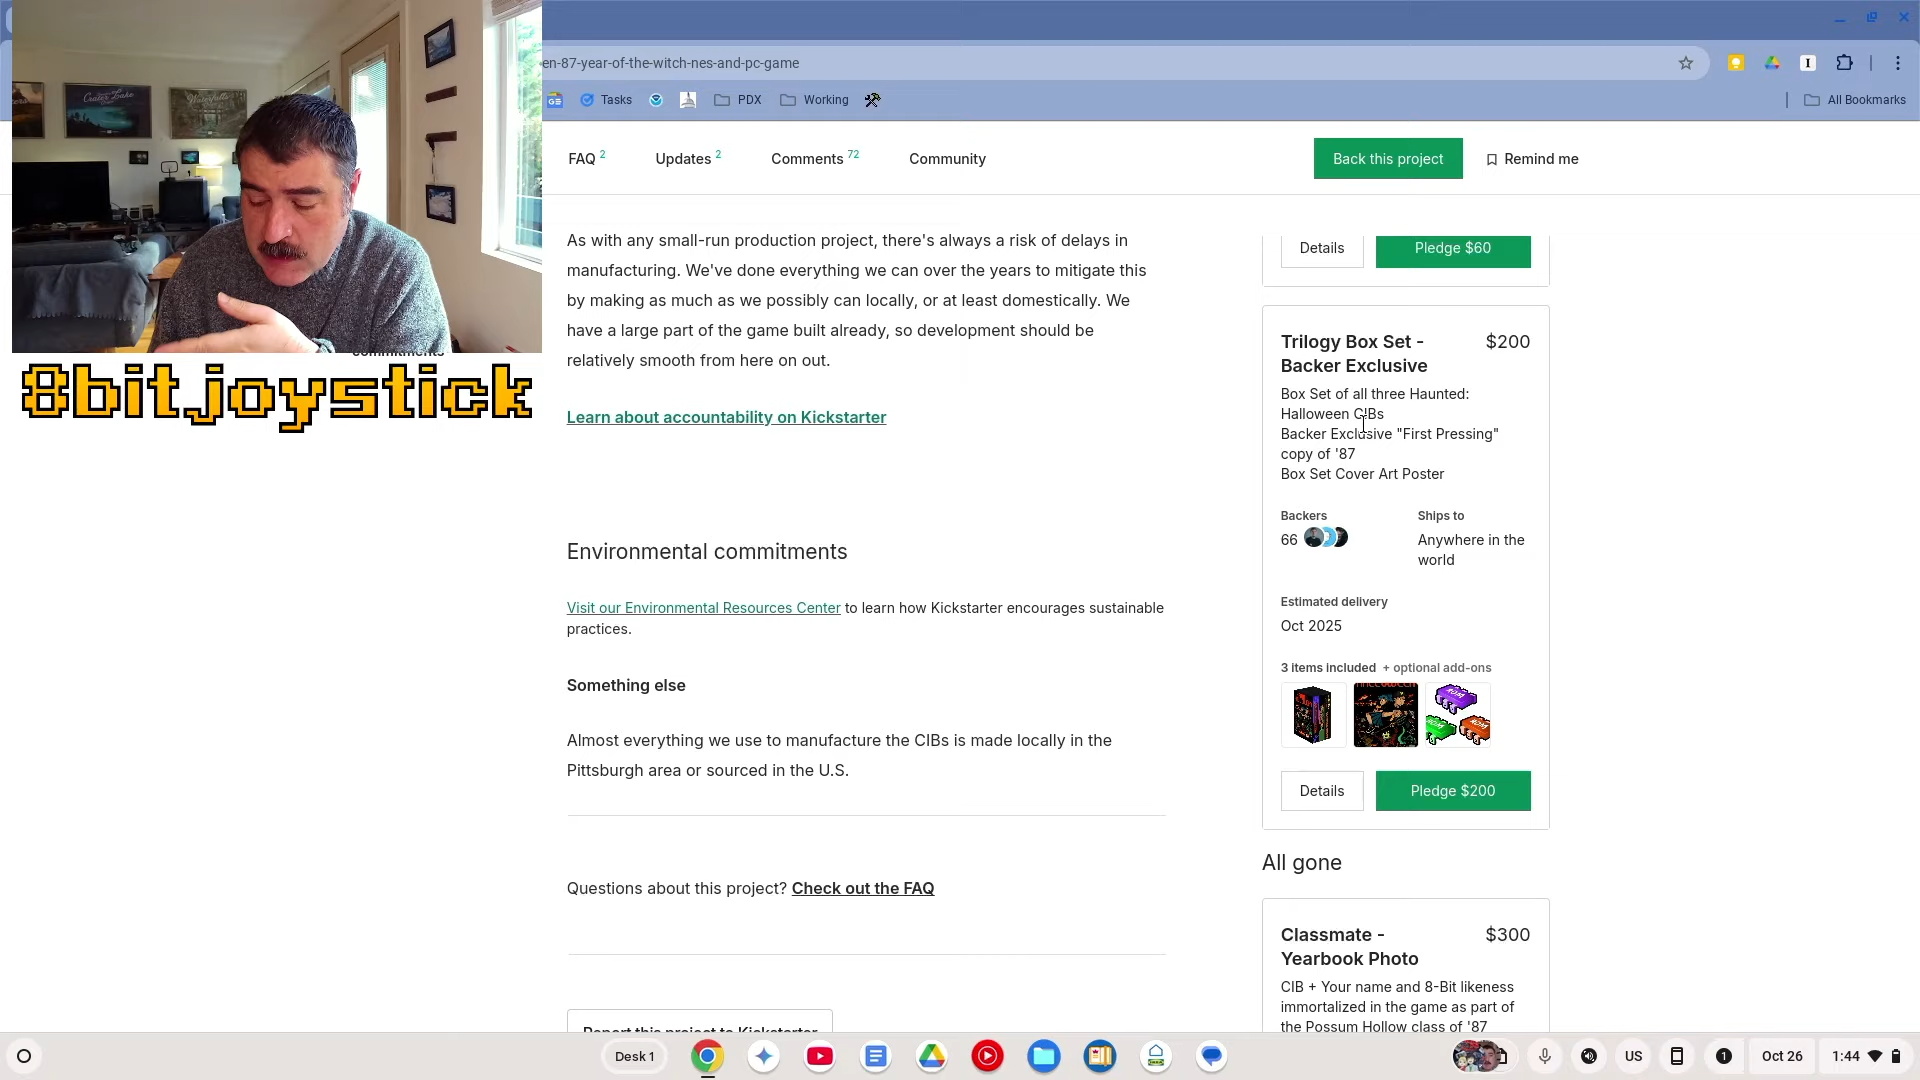 en-87-year-of-the-witch-nes-and-pc-game
Tasks
PDX
Working
All Bookmarks
Crater Lake
Waterfalls
8bitjoystick
FAQ 2
Updates 2
Comments 72
Community
Back this project
Remind me
As with any small-run production project, there's always a risk of delays in
manufacturing. We've done everything we can over the years to mitigate this
by making as much as we possibly can locally, or at least domestically. We
have a large part of the game built already, so development should be
relatively smooth from here on out.
Learn about accountability on Kickstarter
Environmental commitments
Visit our Environmental Resources Center to learn how Kickstarter encourages sustainable
practices.
Something else
Almost everything we use to manufacture the CIBs is made locally in the
Pittsburgh area or sourced in the U.S.
Questions about this project? Check out the FAQ
Report this project to Kickstarter
Details
Pledge $60
Trilogy Box Set -
Backer Exclusive
$200
Box Set of all three Haunted:
Halloween CIBs
Backer Exclusive "First Pressing"
copy of '87
Box Set Cover Art Poster
Backers
66
Ships to
Anywhere in the
world
Estimated delivery
Oct 2025
3 items included + optional add-ons
Details
Pledge $200
All gone
Classmate -
Yearbook Photo
$300
CIB + Your name and 8-Bit likeness
immortalized in the game as part of
the Possum Hollow class of '87
Desk 1
US
1
Oct 26
1:44